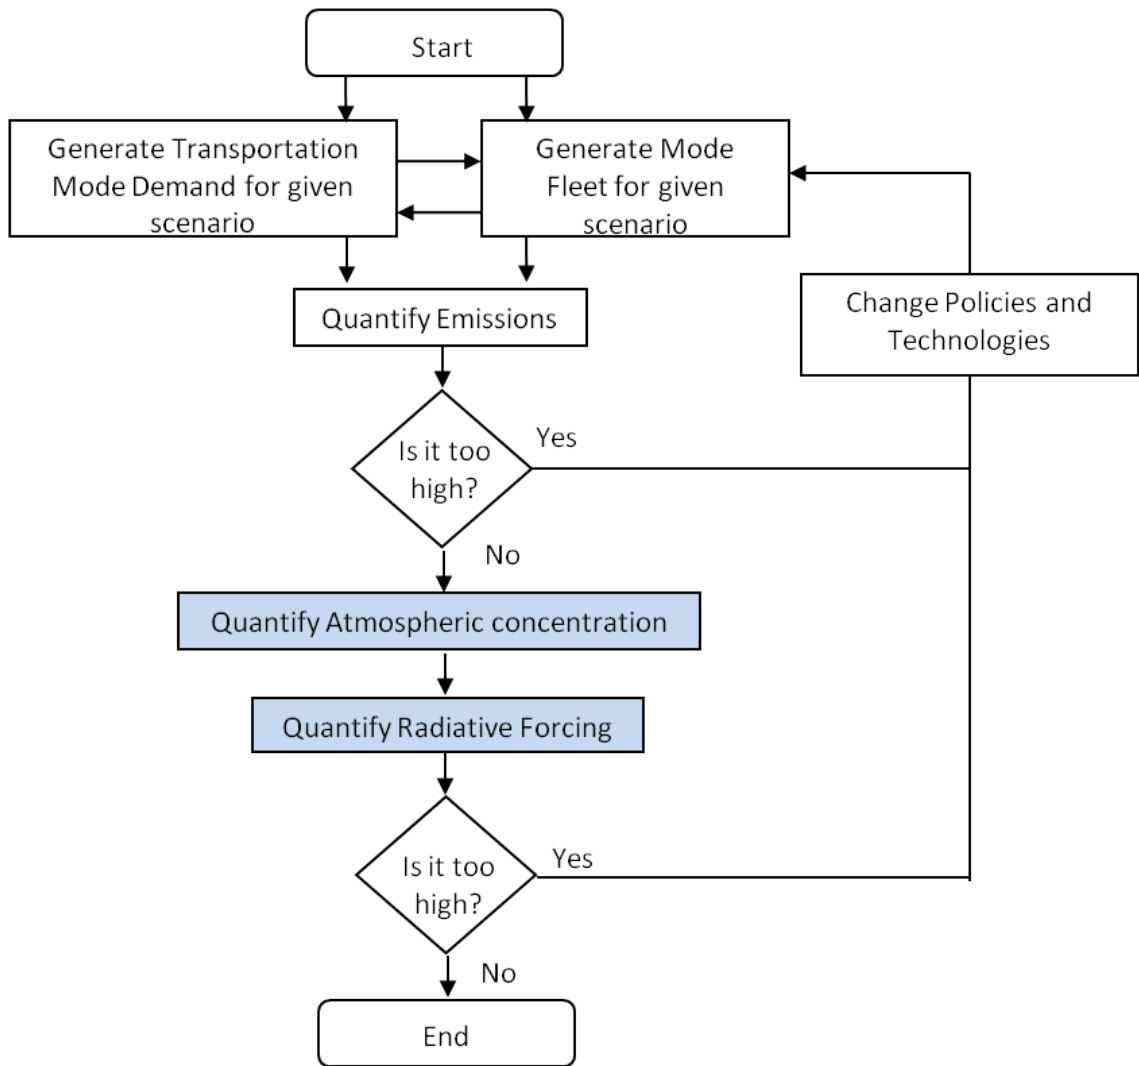 Start
Generate Transportation
Mode Demand for given
scenario
Generate Mode
Fleet for given
scenario
Change Policies and
Technologies
Quantify Emissions
Is it too
high?
Yes
No
Quantify Atmospheric concentration
Quantify Radiative Forcing
Is it too
high?
Yes
No
End